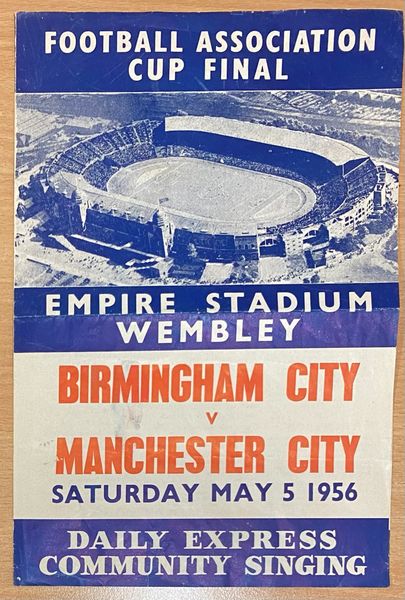 FOOTBALL ASSOCIATION
CUP FINAL
EMPIRE STADIUM
WEMBLEY
BIRMINGHAM CITY
V
MANCHESTER CITY
SATURDAY MAY 5 1956
DAILY EXPRESS
COMMUNITY SINGING